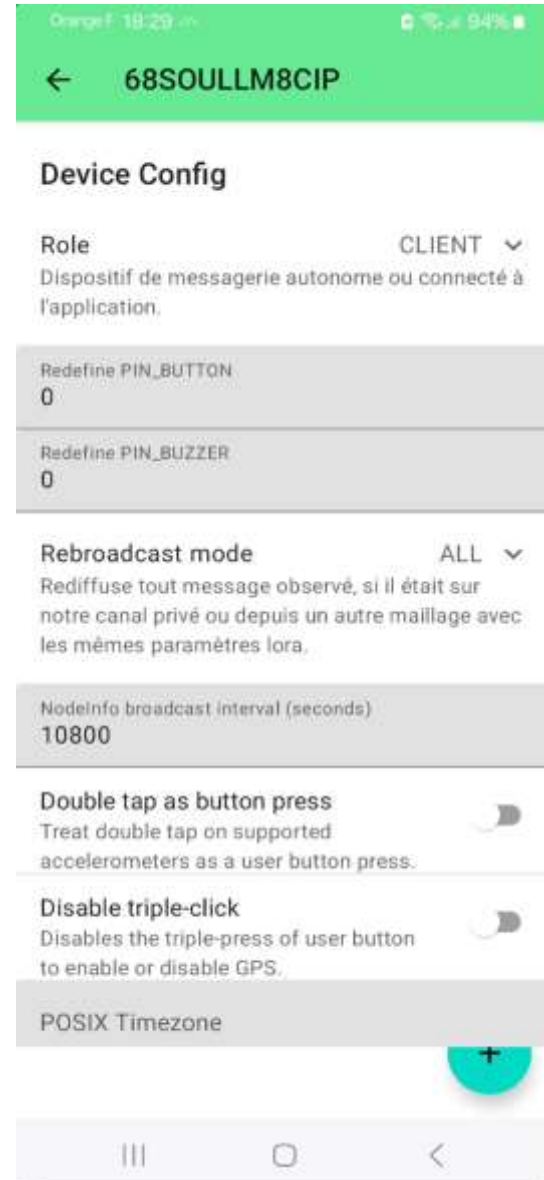 Orange F 18:29
94%
68SOULLM8CIP
Device Config
Role CLIENT
Dispositif de messagerie autonome ou connecté à
l'application.
Redefine PIN_BUTTON
0
Redefine PIN_BUZZER
0
Rebroadcast mode ALL
Rediffuse tout message observé, si il était sur
notre canal privé ou depuis un autre maillage avec
les mêmes paramètres lora.
NodeInfo broadcast interval (seconds)
10800
Double tap as button press
Treat double tap on supported
accelerometers as a user button press.
Disable triple-click
Disables the triple-press of user button
to enable or disable GPS.
POSIX Timezone
+